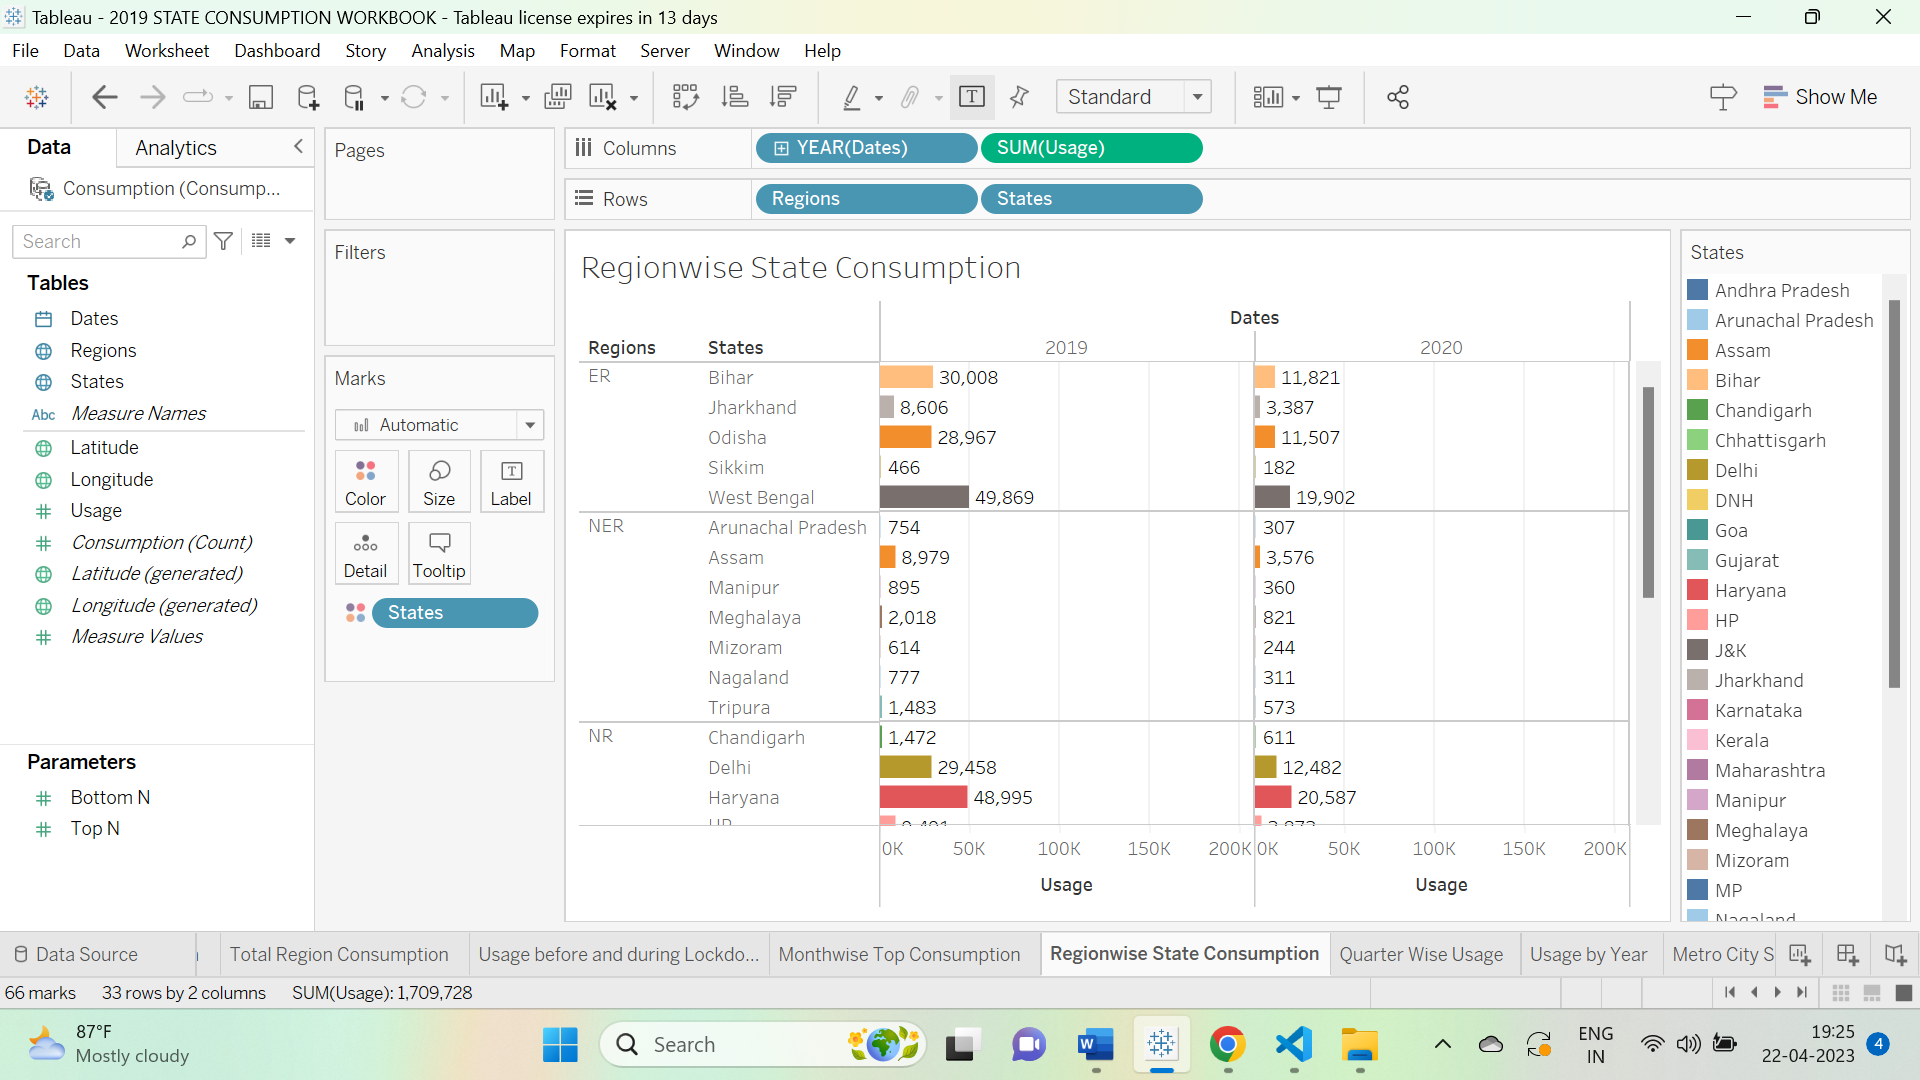 Tableau - 2019 STATE CONSUMPTION WORKBOOK - Tableau license expires in 13 days
File Data Worksheet Dashboard Story Analysis Map Format Server Window Help
Standard
Show Me
Data
Analytics
Consumption (Consump...
Search
Tables
Dates
Regions
States
Abc Measure Names
Latitude
Longitude
Usage
Consumption (Count)
Latitude (generated)
Longitude (generated)
Measure Values
Parameters
Bottom N
Top N
Pages
Filters
Marks
Automatic
Color Size Label
Detail Tooltip
States
Columns YEAR(Dates) SUM(Usage)
Rows Regions States
Regionwise State Consumption
Dates
Regions States 2019 2020
ER Bihar 30,008 11,821
Jharkhand 8,606 3,387
Odisha 28,967 11,507
Sikkim 466 182
West Bengal 49,869 19,902
NER Arunachal Pradesh 754 307
Assam 8,979 3,576
Manipur 895 360
Meghalaya 2,018 821
Mizoram 614 244
Nagaland 777 311
Tripura 1,483 573
NR Chandigarh 1,472 611
Delhi 29,458 12,482
Haryana 48,995 20,587
HP
0K 50K 100K 150K 200K 0K 50K 100K 150K 200K
Usage Usage
States
Andhra Pradesh
Arunachal Pradesh
Assam
Bihar
Chandigarh
Chhattisgarh
Delhi
DNH
Goa
Gujarat
Haryana
HP
J&K
Jharkhand
Karnataka
Kerala
Maharashtra
Manipur
Meghalaya
Mizoram
MP
Nagaland
Data Source Total Region Consumption Usage before and during Lockdo... Monthwise Top Consumption Regionwise State Consumption Quarter Wise Usage Usage by Year Metro City S
66 marks 33 rows by 2 columns SUM(Usage): 1,709,728
87°F
Mostly cloudy
Search
ENG
IN
19:25
22-04-2023
4